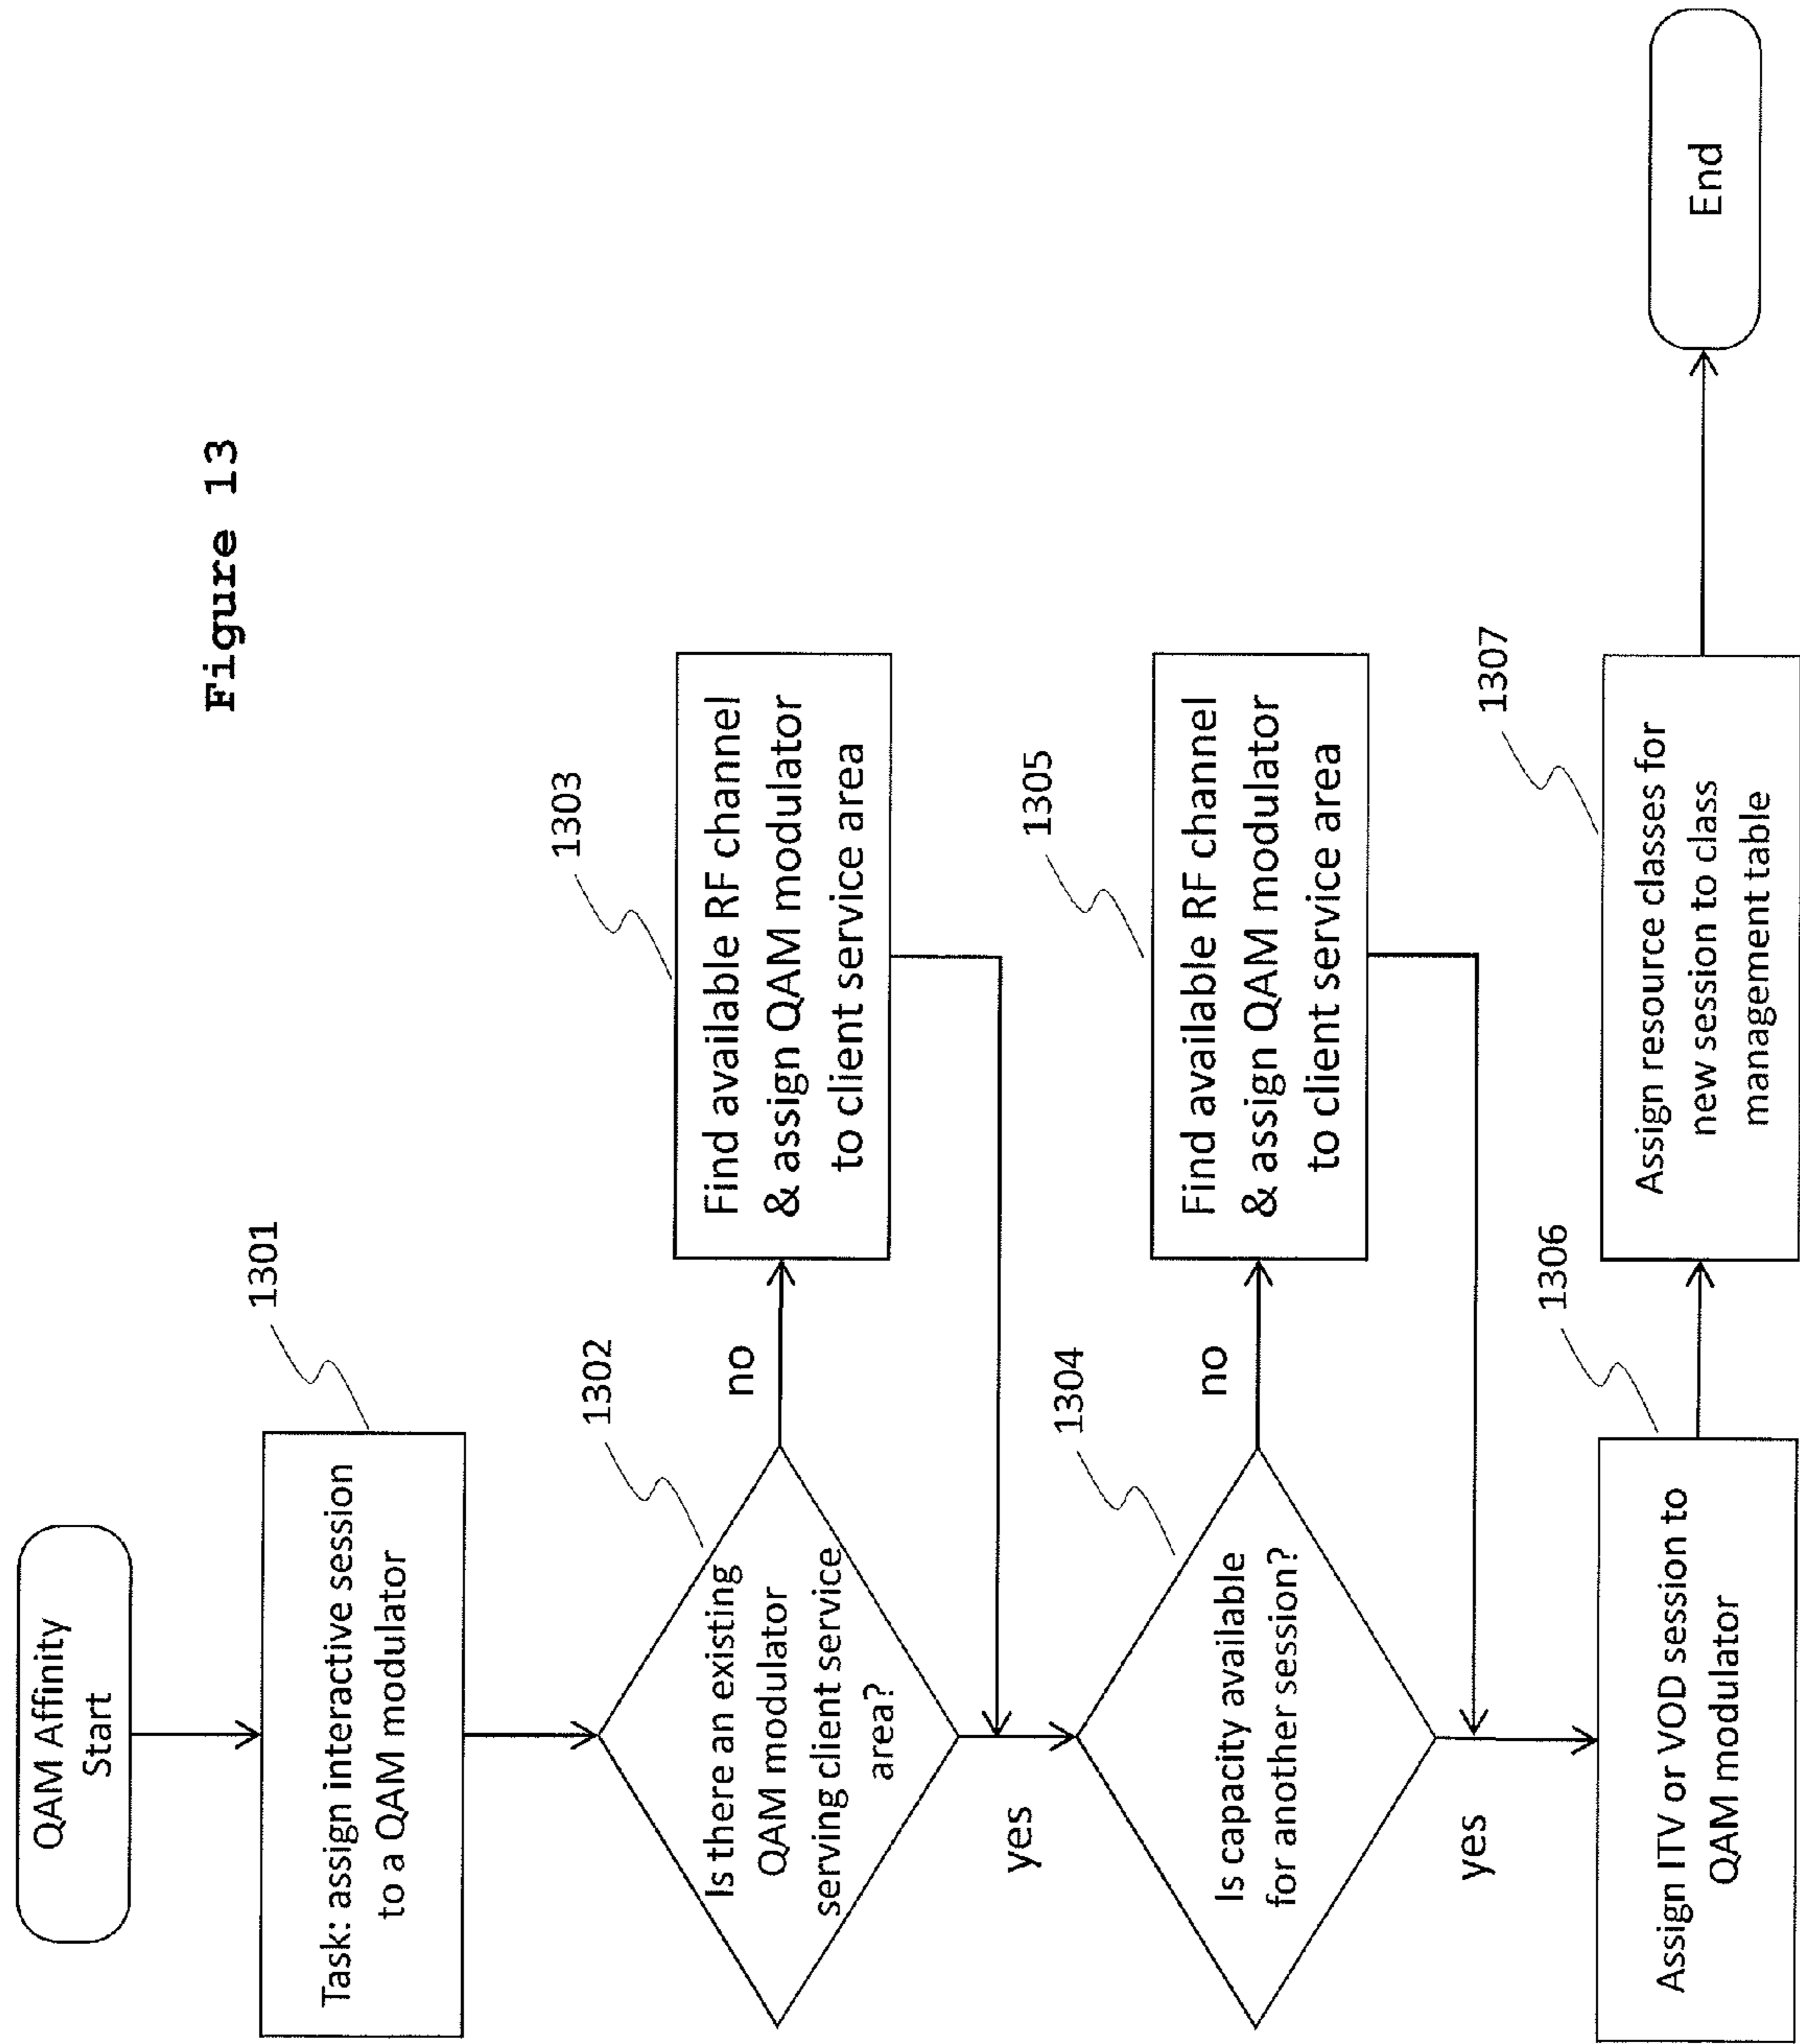 Figure 13
QAM Affinity
Start
1301
Task: assign interactive session
to a QAM modulator
1302
Is there an existing
QAM modulator
serving client service
area?
no
1303
Find available RF channel
& assign QAM modulator
to client service area
yes
1304
Is capacity available
for another session?
no
1305
Find available RF channel
& assign QAM modulator
to client service area
yes
1306
Assign ITV or VOD session to
QAM modulator
1307
Assign resource classes for
new session to class
management table
End